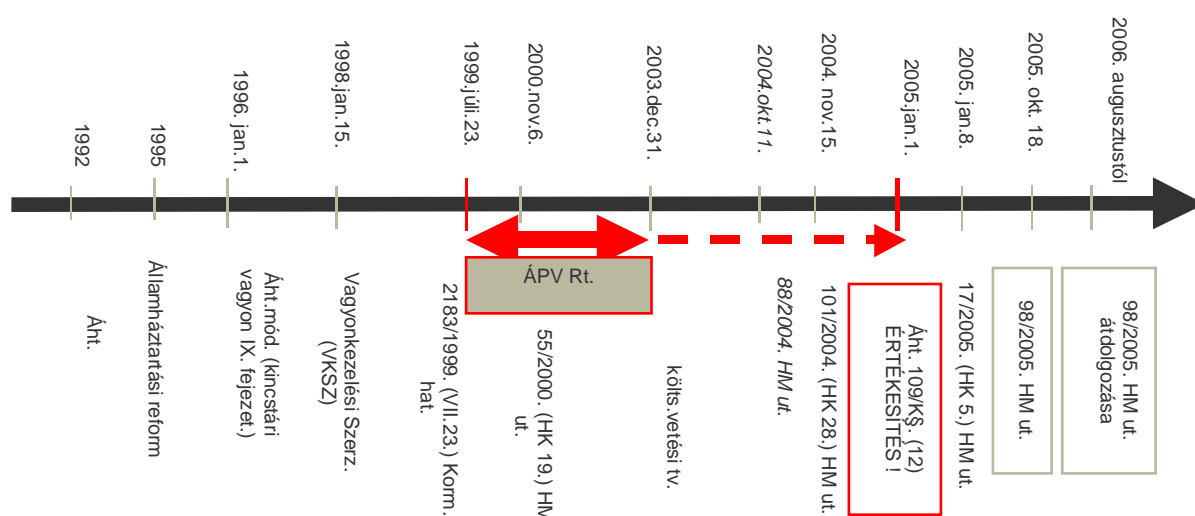 1992
1995
1996. jan.1.
1998.jan.15.
1999.júli.23.
2000.nov.6.
2003.dec.31.
2004.okt.11.
2004. nov.15.
2005.jan.1.
2005. jan.8.
2005. okt. 18.
2006. augusztustól
ÁPV Rt.
Áht.
Államháztartási reform
Áht.mód. (kincstári
vagyon IX. fejezet.)
Vagyonkezelési Szerz.
(VKSZ)
2183/1999. (VII.23.) Korm.
hat.
55/2000. (HK 19.) HM
ut.
költs.vetési tv.
88/2004. HM ut.
101/2004. (HK 28.) HM ut.
Áht. 109/K§. (12)
ÉRTÉKESÍTÉS !
17/2005. (HK 5.) HM ut.
98/2005. HM ut.
98/2005. HM ut.
átdolgozása